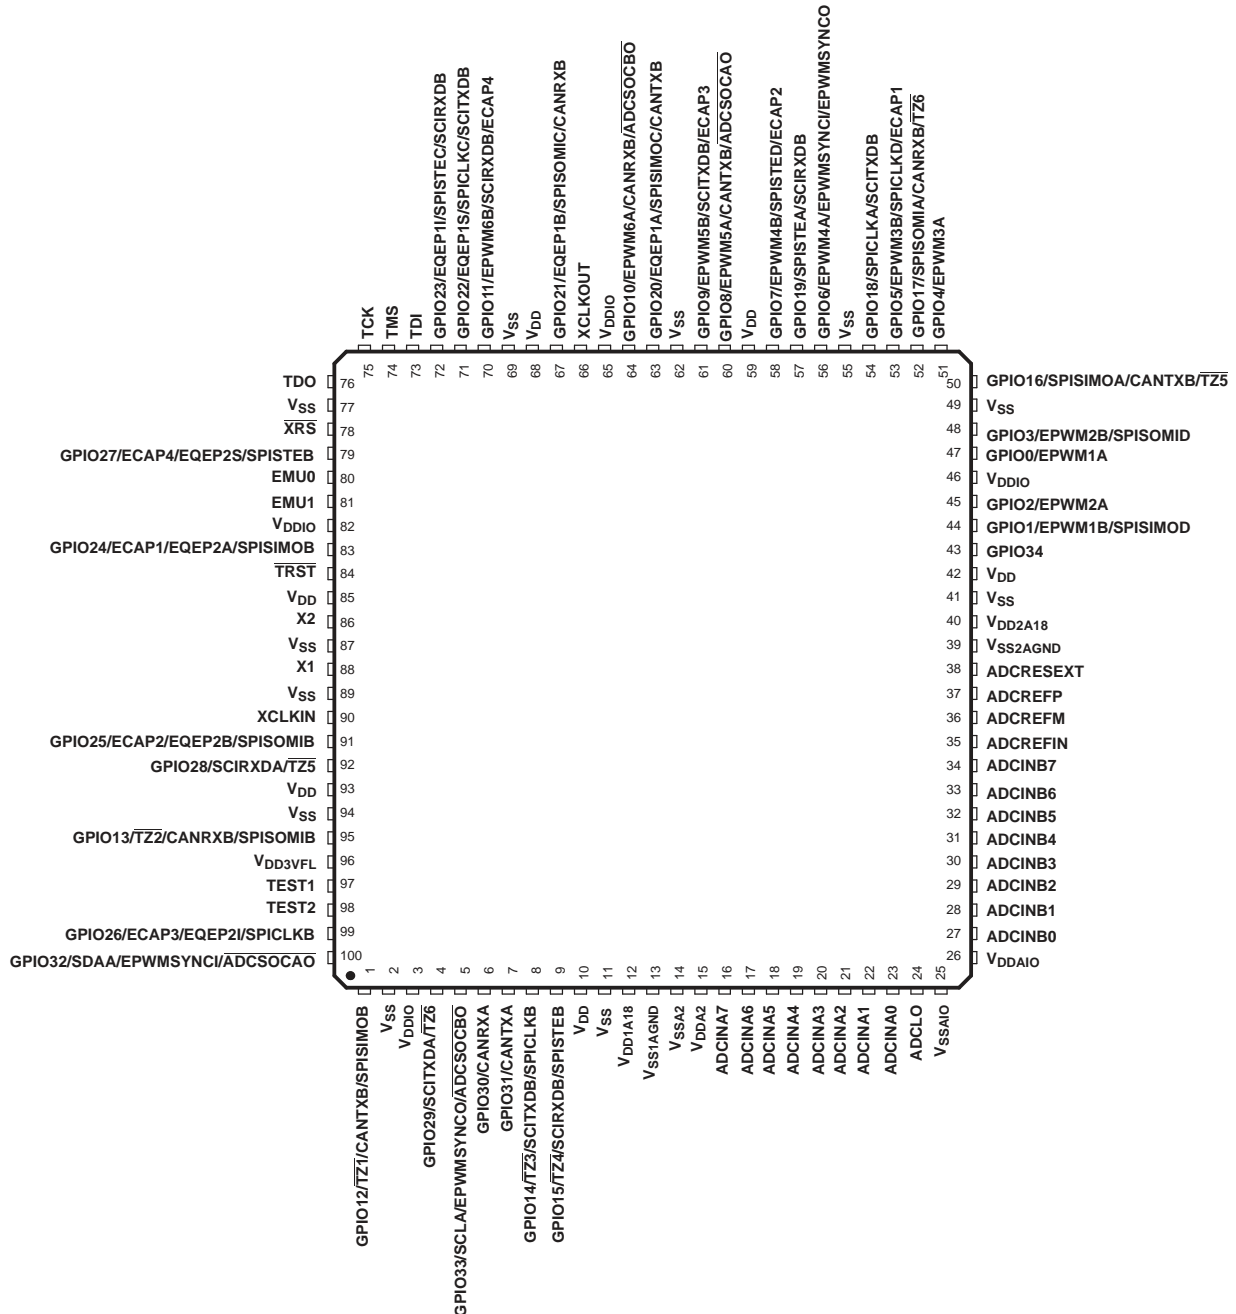 GPIO23/EQEP1I/SPISTEC/SCIRXDB
GPIO22/EQEP1S/SPICLKC/SCITXDB
GPIO11/EPWM6B/SCIRXDB/ECAP4
GPIO21/EQEP1B/SPISOMIC/CANRXB
GPIO10/EPWM6A/CANRXB/ADCSOCBO
GPIO20/EQEP1A/SPISIMOC/CANTXB
GPIO9/EPWM5B/SCITXDB/ECAP3
GPIO8/EPWM5A/CANTXB/ADCSOCAO
GPIO7/EPWM4B/SPISTED/ECAP2
GPIO19/SPISTEA/SCIRXDB
GPIO6/EPWM4A/EPWMSYNCI/EPWMSYNCO
GPIO18/SPICLKA/SCITXDB
GPIO5/EPWM3B/SPICLKD/ECAP1
GPIO17/SPISOMIA/CANRXB/TZ6
GPIO4/EPWM3A
TCK
TMS
TDI
VSS
VDD
XCLKOUT
VDDIO
VSS
VDD
VSS
75
74
73
72
71
70
69
68
67
66
65
64
63
62
61
60
59
58
57
56
55
54
53
52
51
TDO 76
VSS 77
XRS 78
GPIO27/ECAP4/EQEP2S/SPISTEB 79
EMU0 80
EMU1 81
VDDIO 82
GPIO24/ECAP1/EQEP2A/SPISIMOB 83
TRST 84
VDD 85
X2 86
VSS 87
X1 88
VSS 89
XCLKIN 90
GPIO25/ECAP2/EQEP2B/SPISOMIB 91
GPIO28/SCIRXDA/TZ5 92
VDD 93
VSS 94
GPIO13/TZ2/CANRXB/SPISOMIB 95
VDD3VFL 96
TEST1 97
TEST2 98
GPIO26/ECAP3/EQEP2I/SPICLKB 99
GPIO32/SDAA/EPWMSYNCI/ADCSOCAO 100
50 GPIO16/SPISIMOA/CANTXB/TZ5
49 VSS
48 GPIO3/EPWM2B/SPISOMID
47 GPIO0/EPWM1A
46 VDDIO
45 GPIO2/EPWM2A
44 GPIO1/EPWM1B/SPISIMOD
43 GPIO34
42 VDD
41 VSS
40 VDD2A18
39 VSS2AGND
38 ADCRESEXT
37 ADCREFP
36 ADCREFM
35 ADCREFIN
34 ADCINB7
33 ADCINB6
32 ADCINB5
31 ADCINB4
30 ADCINB3
29 ADCINB2
28 ADCINB1
27 ADCINB0
26 VDDAIO
1
2
3
4
5
6
7
8
9
10
11
12
13
14
15
16
17
18
19
20
21
22
23
24
25
GPIO12/TZ1/CANTXB/SPISIMOB
VSS
VDDIO
GPIO29/SCITXDA/TZ6
GPIO33/SCLA/EPWMSYNCO/ADCSOCBO
GPIO30/CANRXA
GPIO31/CANTXA
GPIO14/TZ3/SCITXDB/SPICLKB
GPIO15/TZ4/SCIRXDB/SPISTEB
VDD
VSS
VDD1A18
VSS1AGND
VSSA2
VDDA2
ADCINA7
ADCINA6
ADCINA5
ADCINA4
ADCINA3
ADCINA2
ADCINA1
ADCINA0
ADCLO
VSSAIO